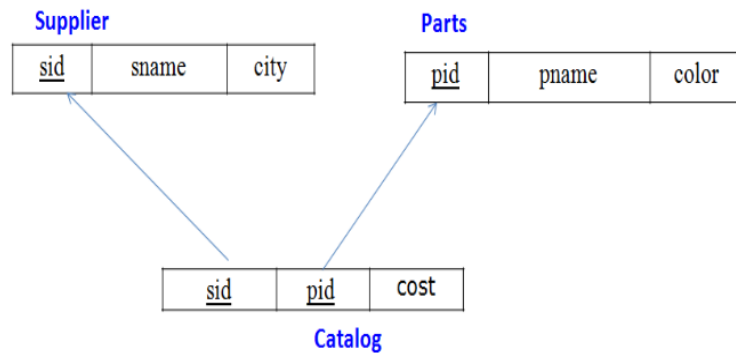 Supplier
Parts
sid sname city
pid pname color
sid pid cost
Catalog